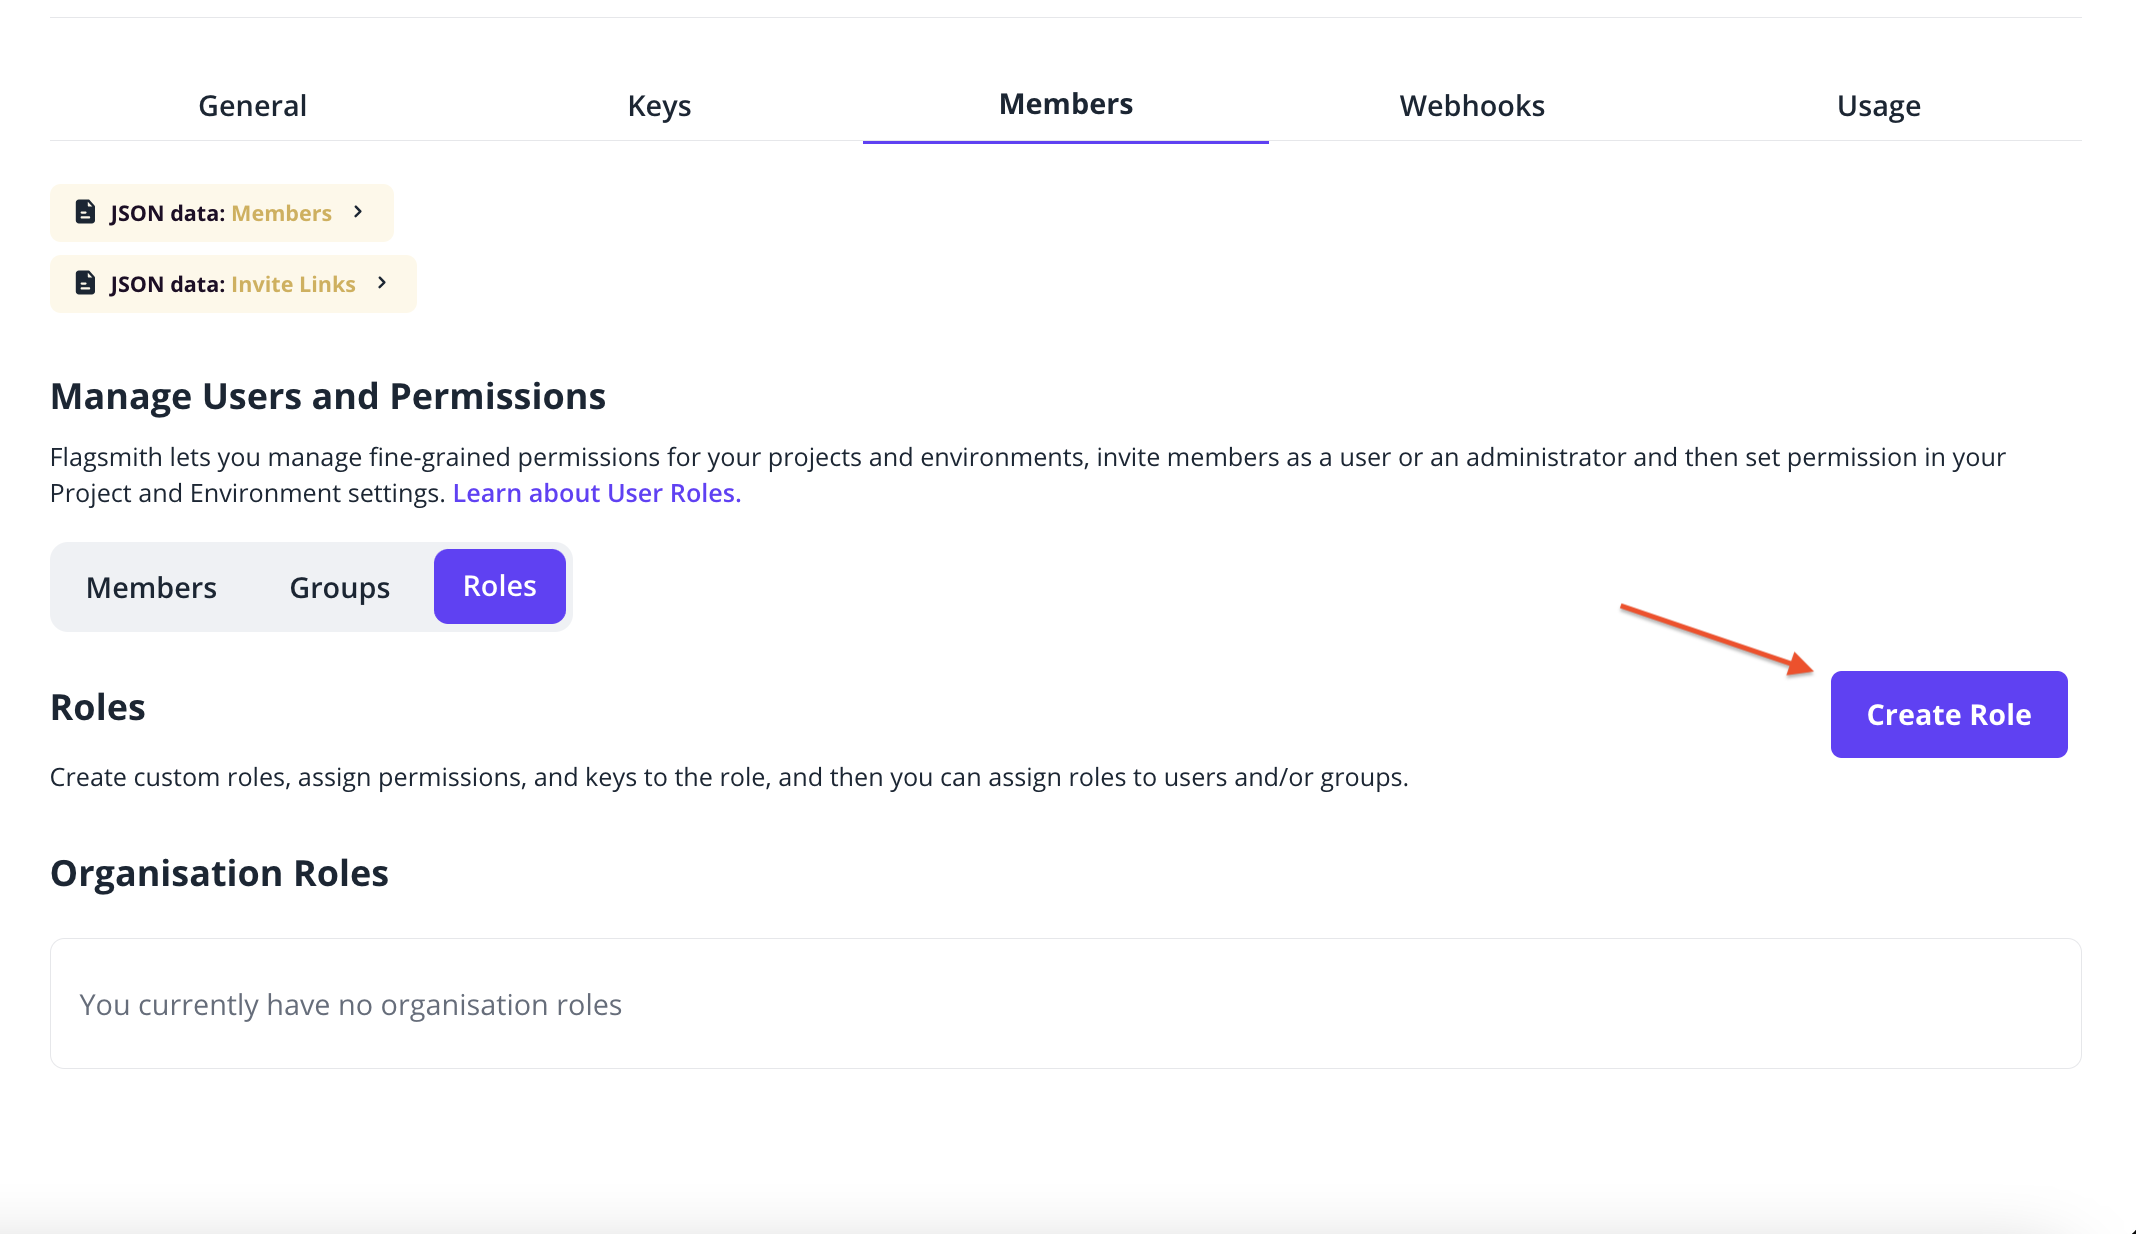 General
Keys
Members
Webhooks
Usage
JSON data: Members
JSON data: Invite Links
Manage Users and Permissions
Flagsmith lets you manage fine-grained permissions for your projects and environments, invite members as a user or an administrator and then set permission in your
Project and Environment settings. Learn about User Roles.
Members
Groups
Roles
Roles
Create Role
Create custom roles, assign permissions, and keys to the role, and then you can assign roles to users and/or groups.
Organisation Roles
You currently have no organisation roles